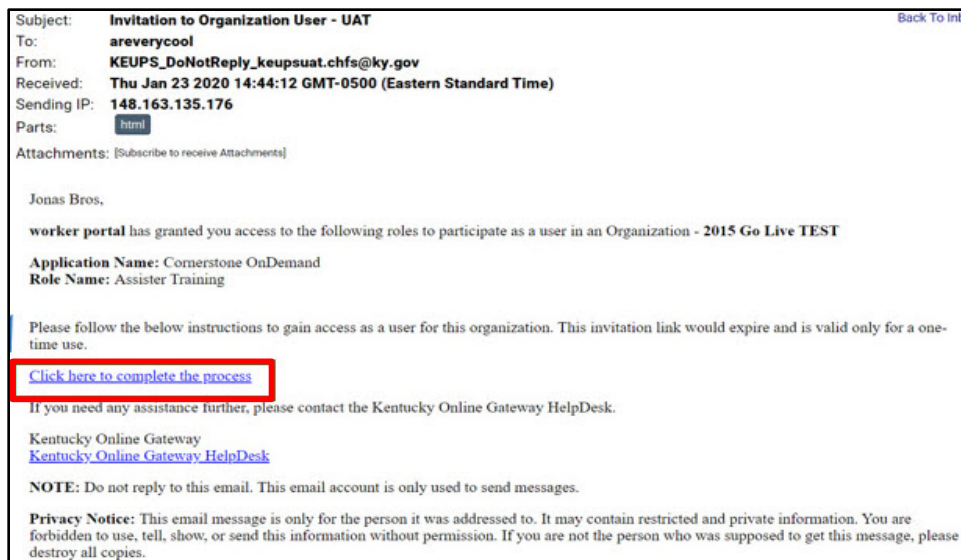 Subject: Invitation to Organization User - UAT Back To Inb
To: areverycool
From: KEUPS_DoNotReply_keupsuat.chfs@ky.gov
Received: Thu Jan 23 2020 14:44:12 GMT-0500 (Eastern Standard Time)
Sending IP: 148.163.135.176
Parts: html
Attachments: [Subscribe to receive Attachments]
Jonas Bros,
worker portal has granted you access to the following roles to participate as a user in an Organization - 2015 Go Live TEST
Application Name: Cornerstone OnDemand
Role Name: Assister Training
Please follow the below instructions to gain access as a user for this organization. This invitation link would expire and is valid only for a one-
time use.
Click here to complete the process
If you need any assistance further, please contact the Kentucky Online Gateway HelpDesk.
Kentucky Online Gateway
Kentucky Online Gateway HelpDesk
NOTE: Do not reply to this email. This email account is only used to send messages.
Privacy Notice: This email message is only for the person it was addressed to. It may contain restricted and private information. You are
forbidden to use, tell, show, or send this information without permission. If you are not the person who was supposed to get this message, please
destroy all copies.